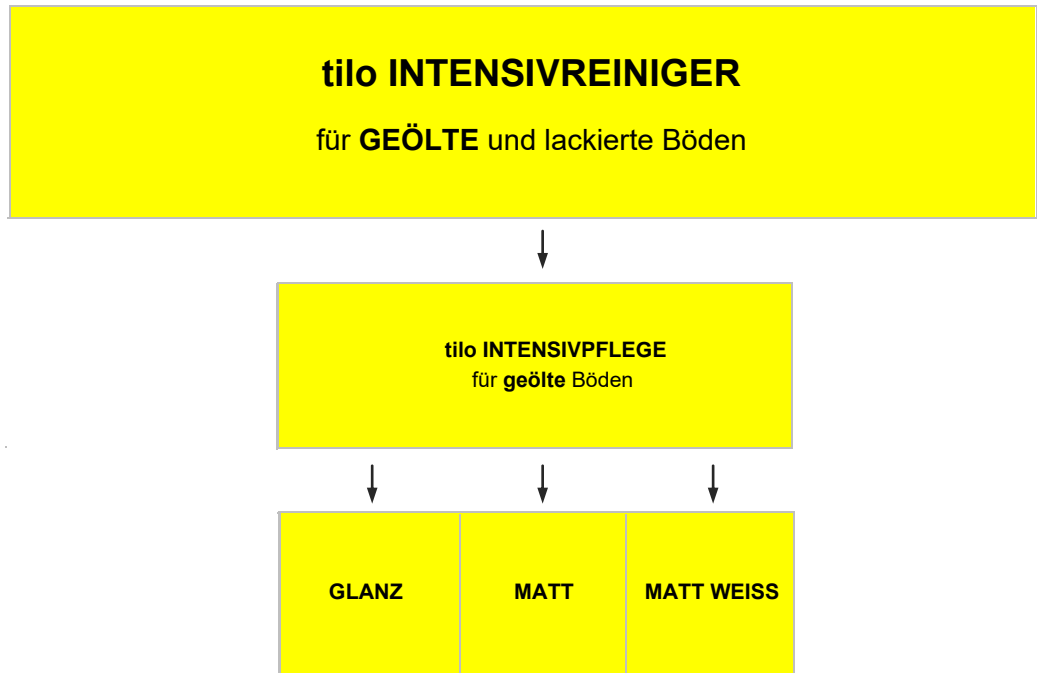 tilo INTENSIVREINIGER
für GEÖLTE und lackierte Böden
tilo INTENSIVPFLEGE
für geölte Böden
GLANZ
MATT
MATT WEISS